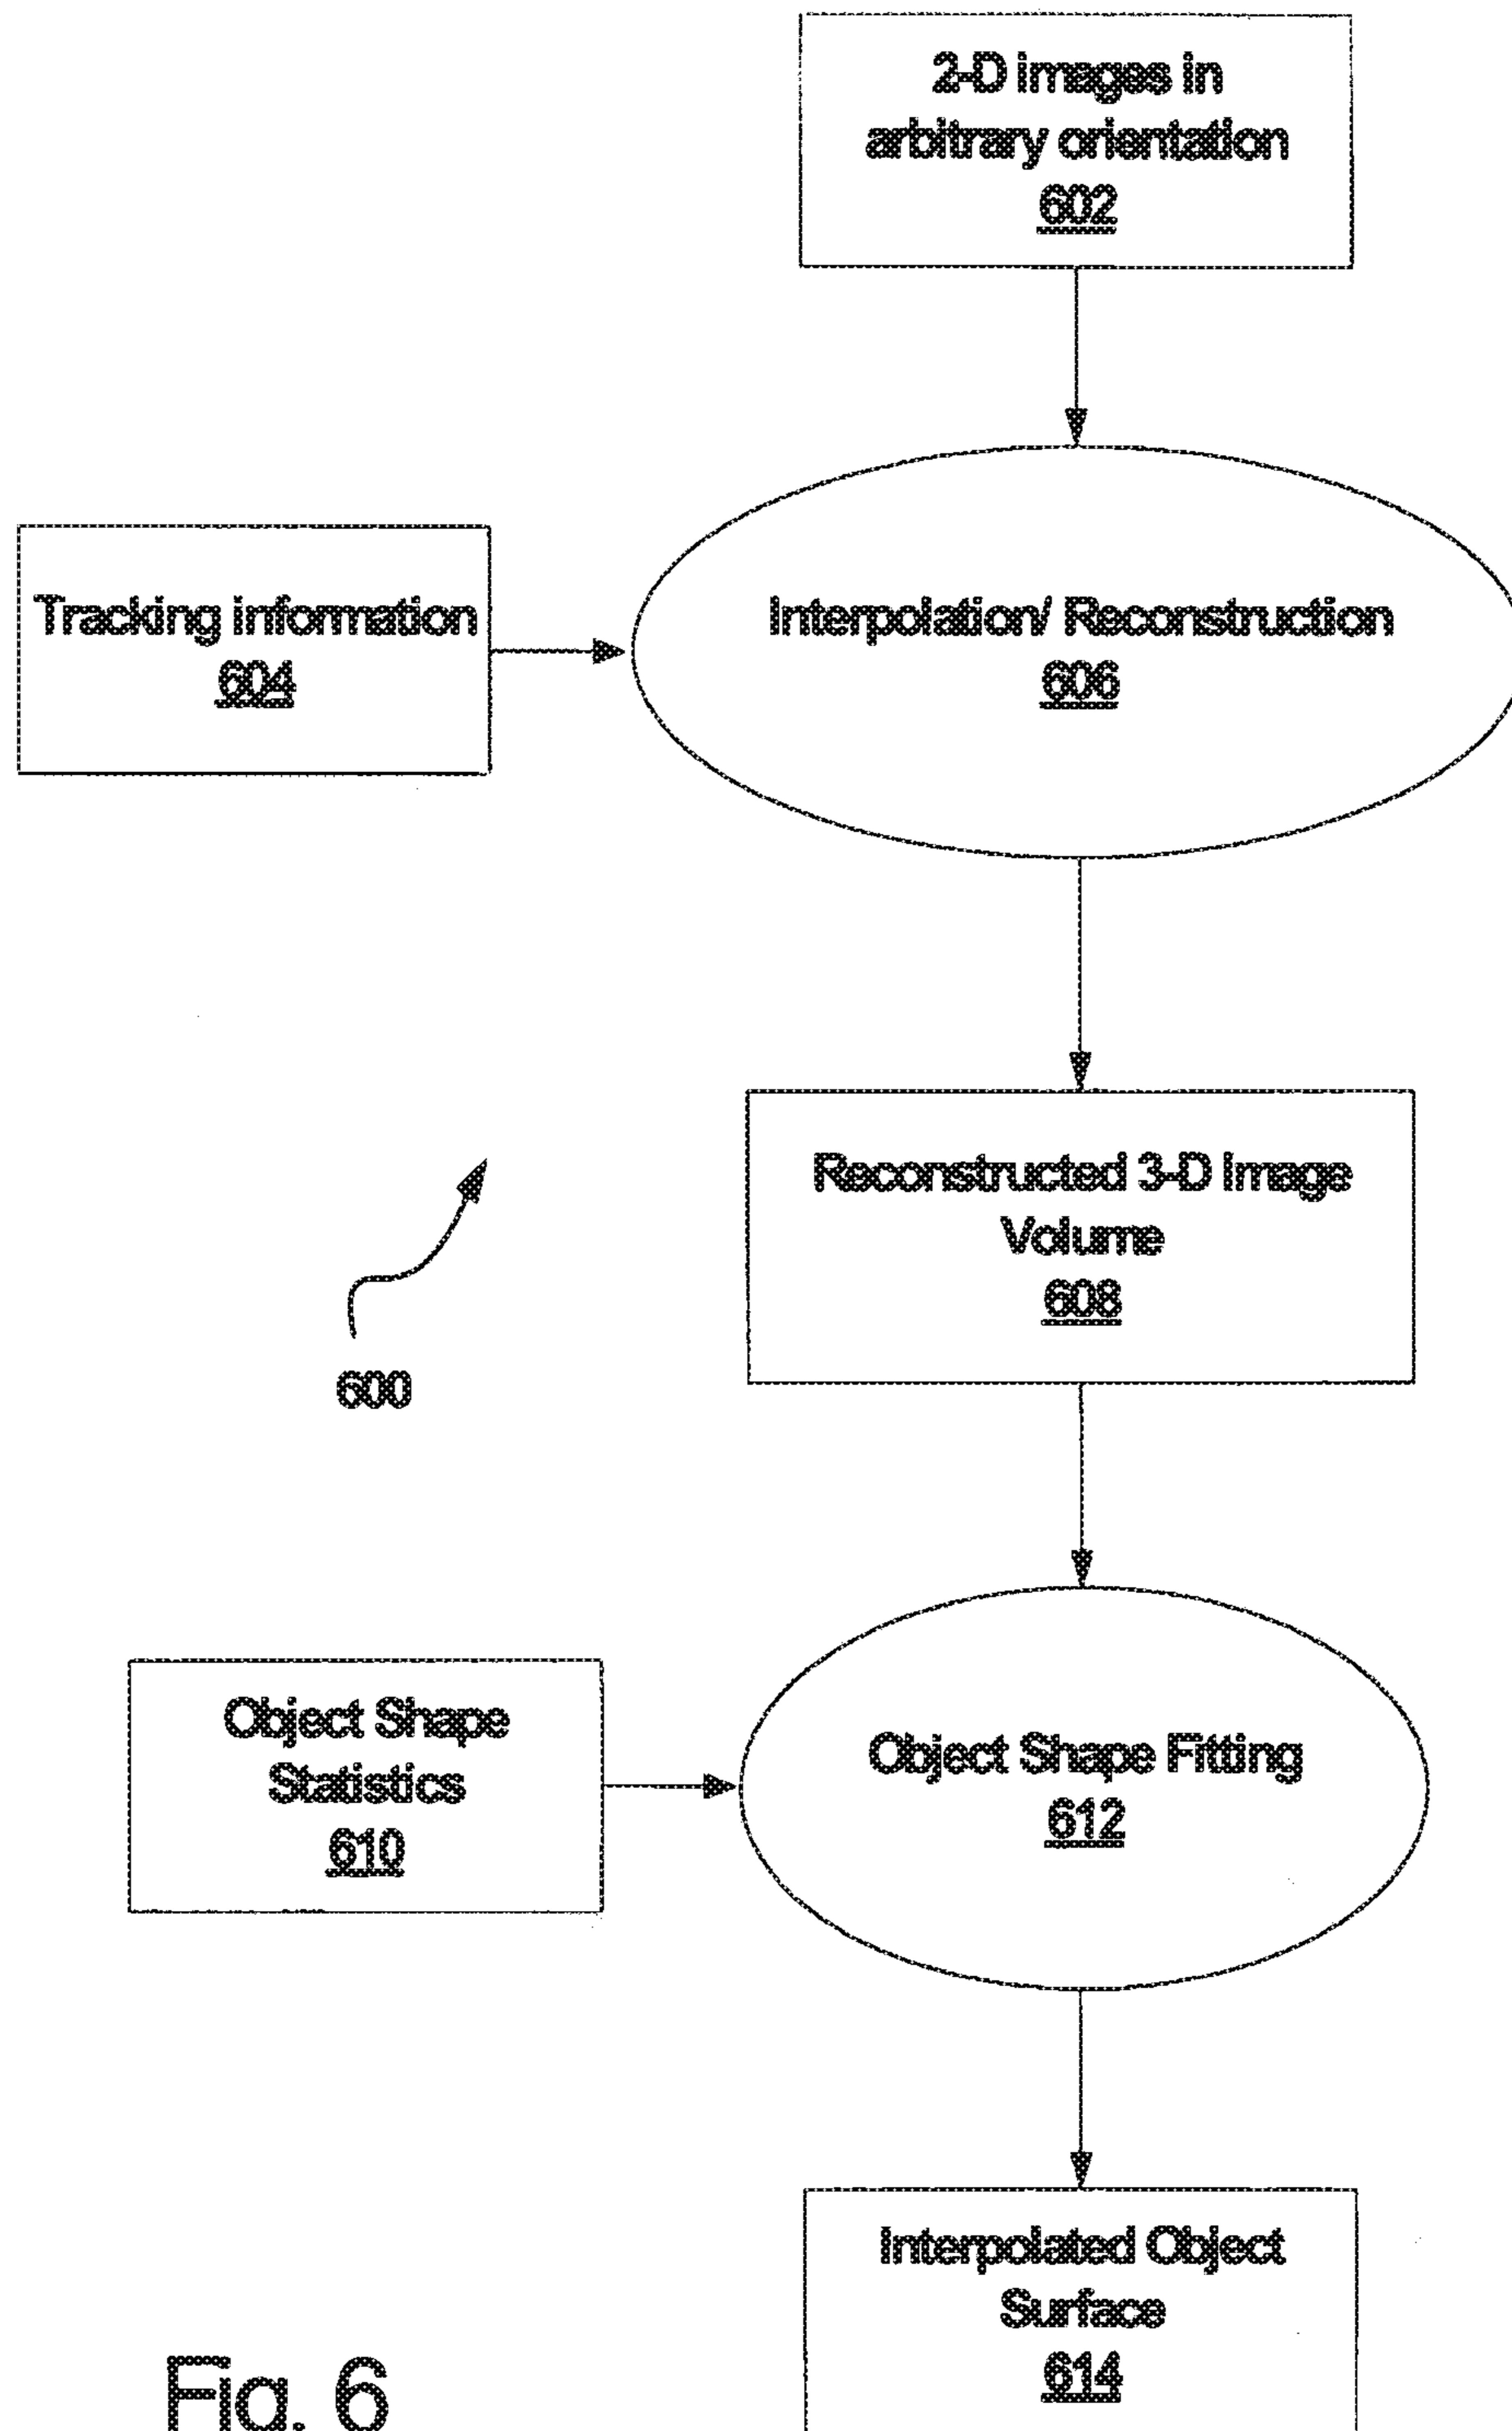 2-D images in
arbitrary orientation
602
Tracking information
604
Interpolation/ Reconstruction
606
Reconstructed 3-D Image
Volume
608
600
Object Shape
Statistics
610
Object Shape Fitting
612
Interpolated Object
Surface
614
Fig. 6